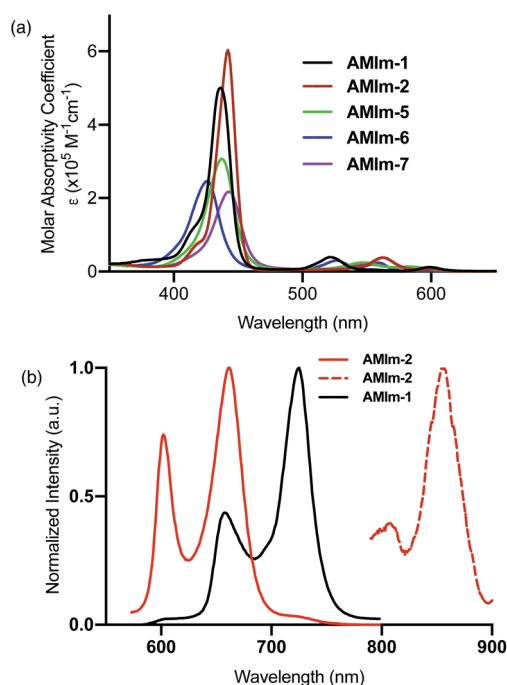 (a)
Molar Absorptivity Coefficient
ε (x10⁵ M⁻¹cm⁻¹)
6
4
2
0
400
500
600
Wavelength (nm)
AMIm-1
AMIm-2
AMIm-5
AMIm-6
AMIm-7
(b)
Normalized Intensity (a.u.)
1.0
0.5
0.0
600
700
800
900
Wavelength (nm)
AMIm-2
AMIm-2
AMIm-1